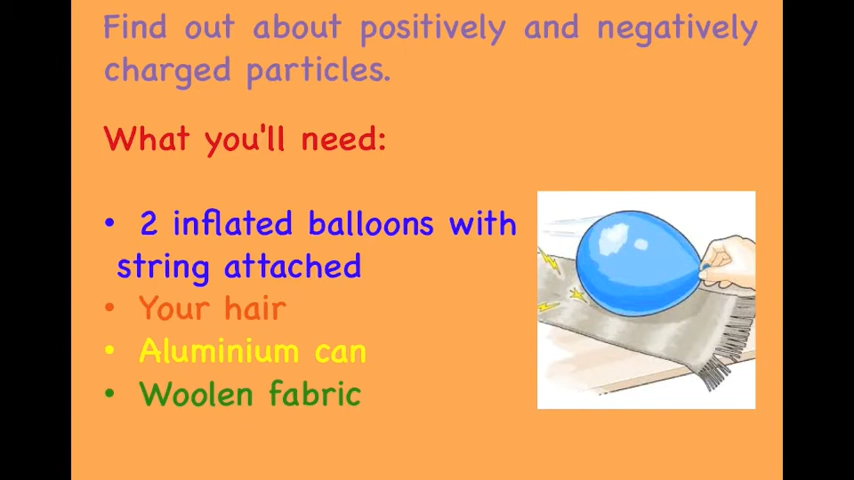 Find out about positively and negatively
charged particles.
What you'll need:
• 2 inflated balloons with
string attached
• Your hair
• Aluminium can
• Woolen fabric